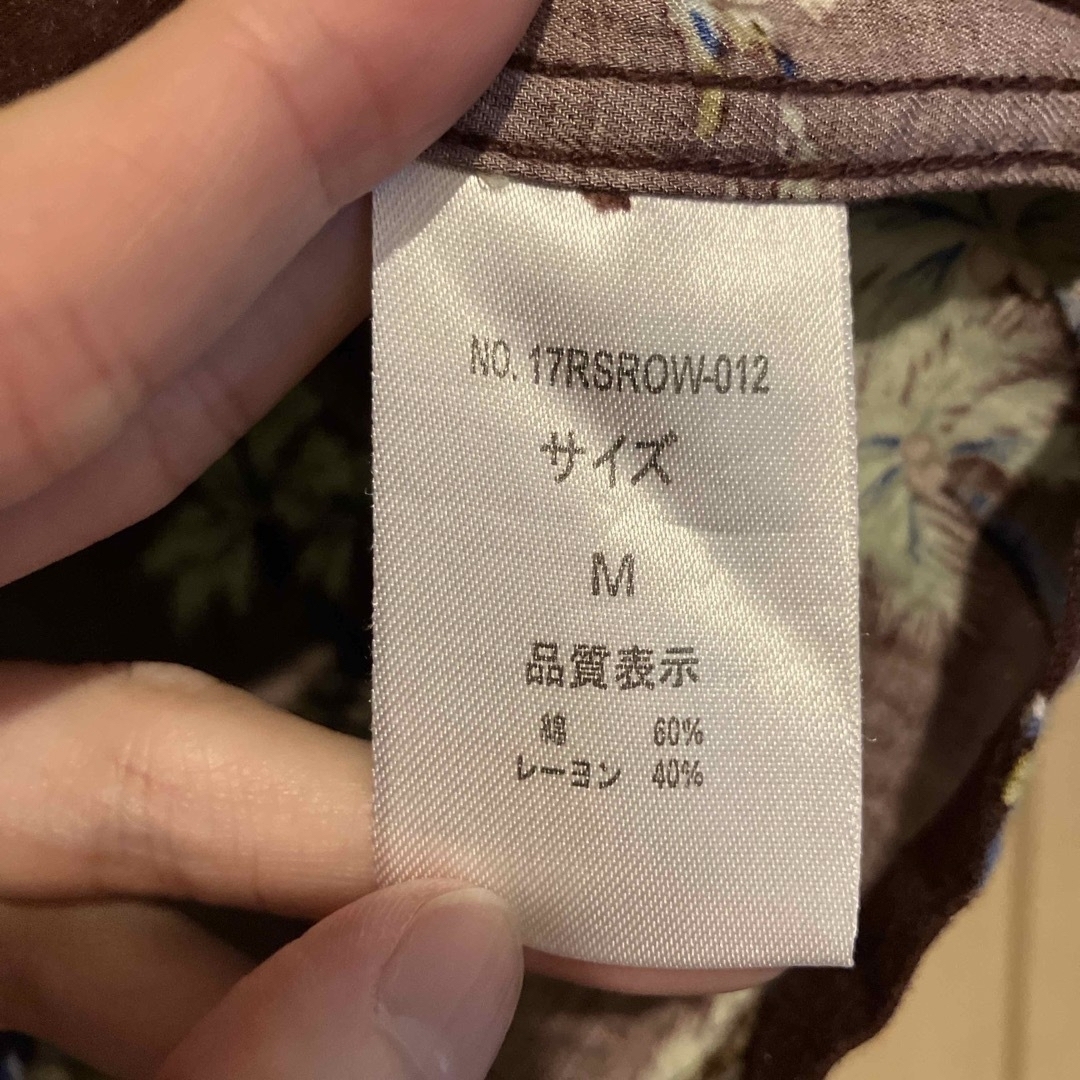 NO. 17RSROW-012
サイズ
M
品質表示
綿 60%
レーヨン 40%